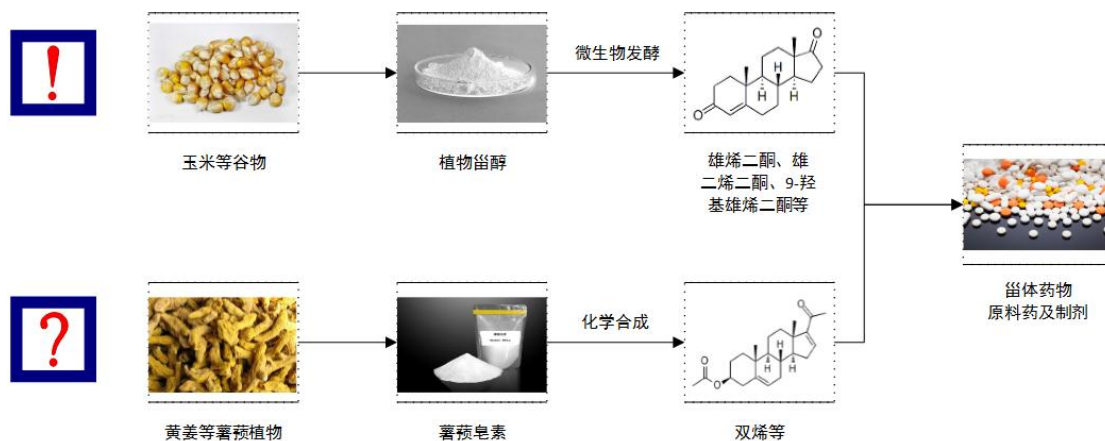 !
玉米等谷物
植物甾醇
微生物发酵
O
O
H
H
H
雄烯二酮、雄
二烯二酮、9-羟
基雄烯二酮等
?
黄姜等薯蓣植物
薯蓣皂素
化学合成
O
O
O
H
H
H
双烯等
甾体药物
原料药及制剂